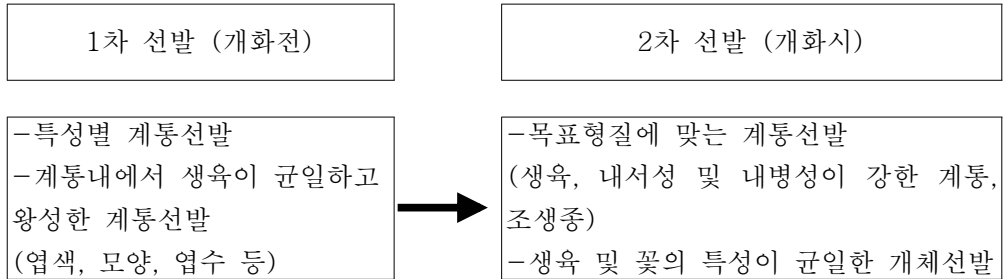 1차 선발 (개화전)
2차 선발 (개화시)
-특성별 계통선발
-계통내에서 생육이 균일하고
왕성한 계통선발
(엽색, 모양, 엽수 등)
-목표형질에 맞는 계통선발
(생육, 내서성 및 내병성이 강한 계통,
조생종)
-생육 및 꽃의 특성이 균일한 개체선발